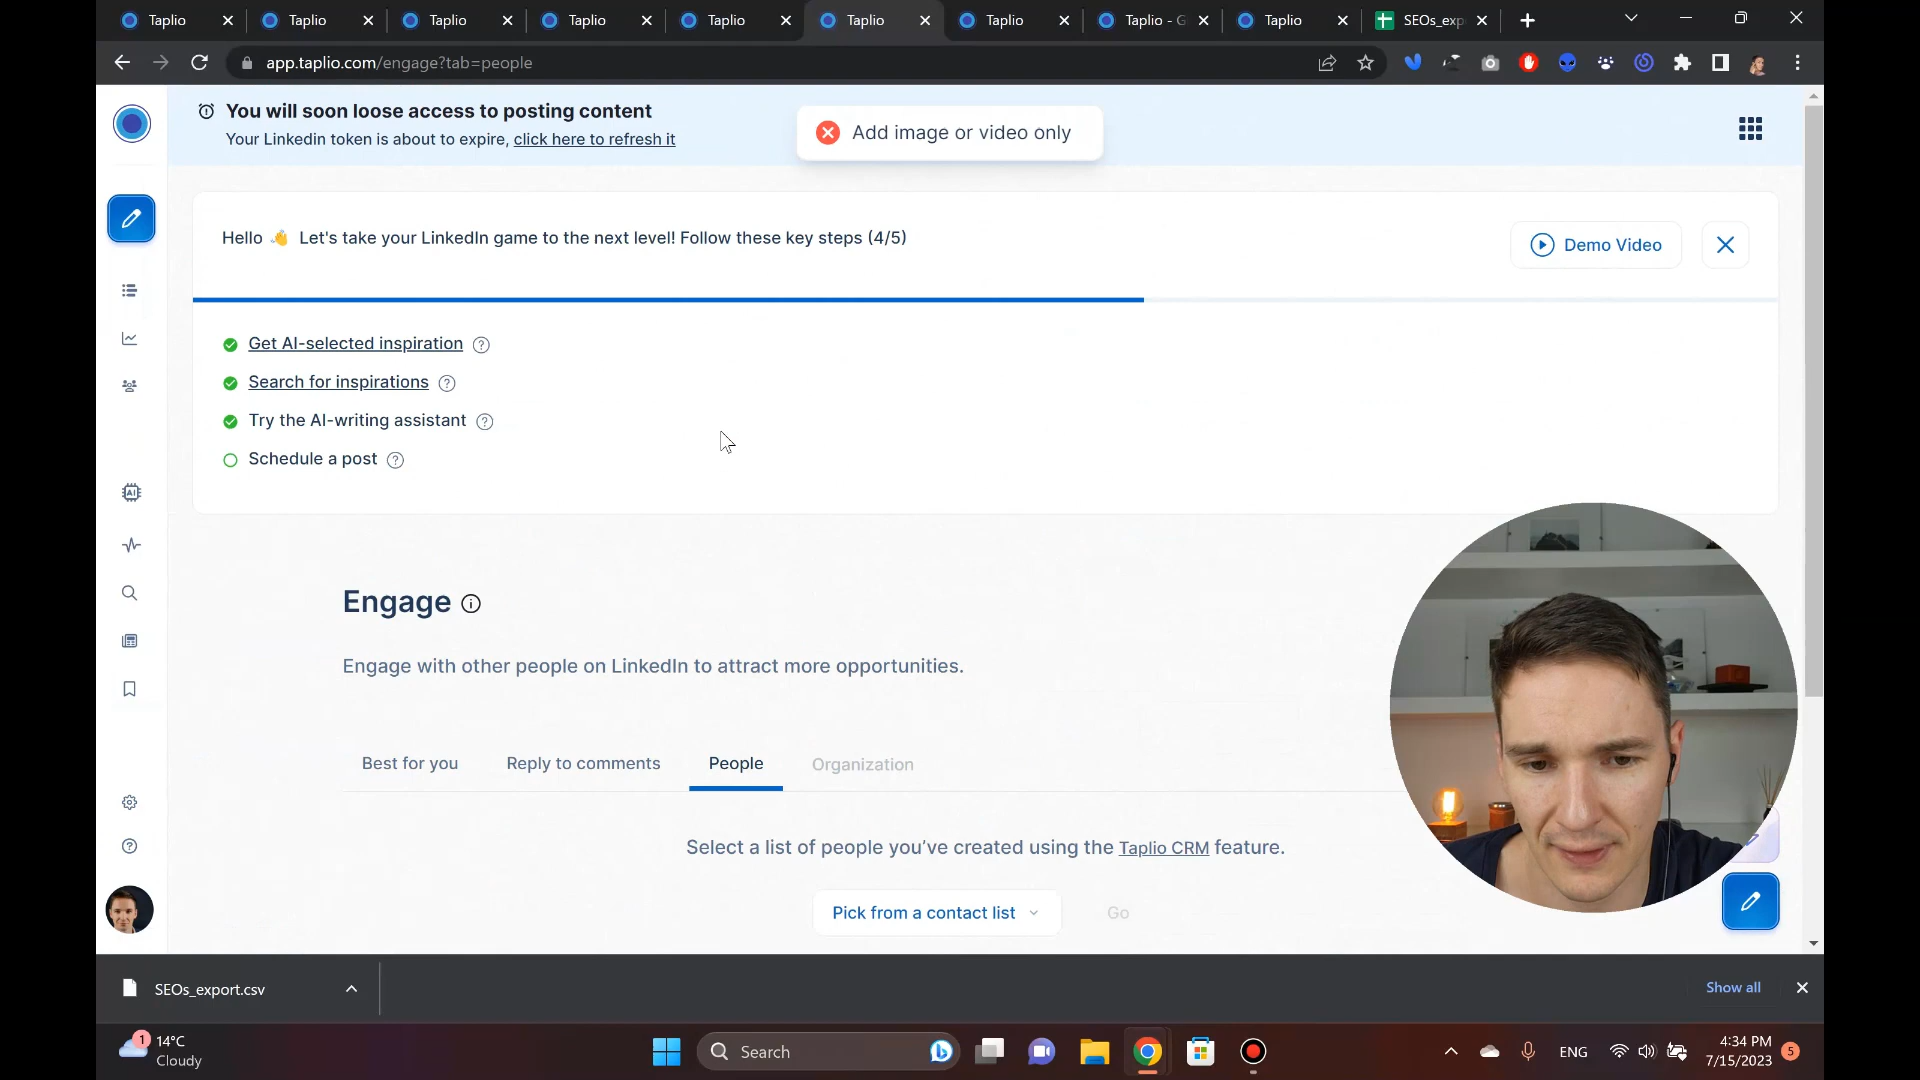 Taplio
Taplio
Taplio
Taplio
Taplio
Taplio
Taplio
Taplio - G
Taplio
SEOs_exp
app.taplio.com/engage?tab=people
You will soon loose access to posting content
Your Linkedin token is about to expire, click here to refresh it
Add image or video only
Hello 👋 Let's take your LinkedIn game to the next level! Follow these key steps (4/5)
Demo Video
Get AI-selected inspiration
Search for inspirations
Try the AI-writing assistant
Schedule a post
AI
Engage
Engage with other people on LinkedIn to attract more opportunities.
Best for you
Reply to comments
People
Organization
Select a list of people you've created using the Taplio CRM feature.
Pick from a contact list
Go
SEOs_export.csv
Show all
1
14°C
Cloudy
Search
ENG
4:34 PM
7/15/2023
5